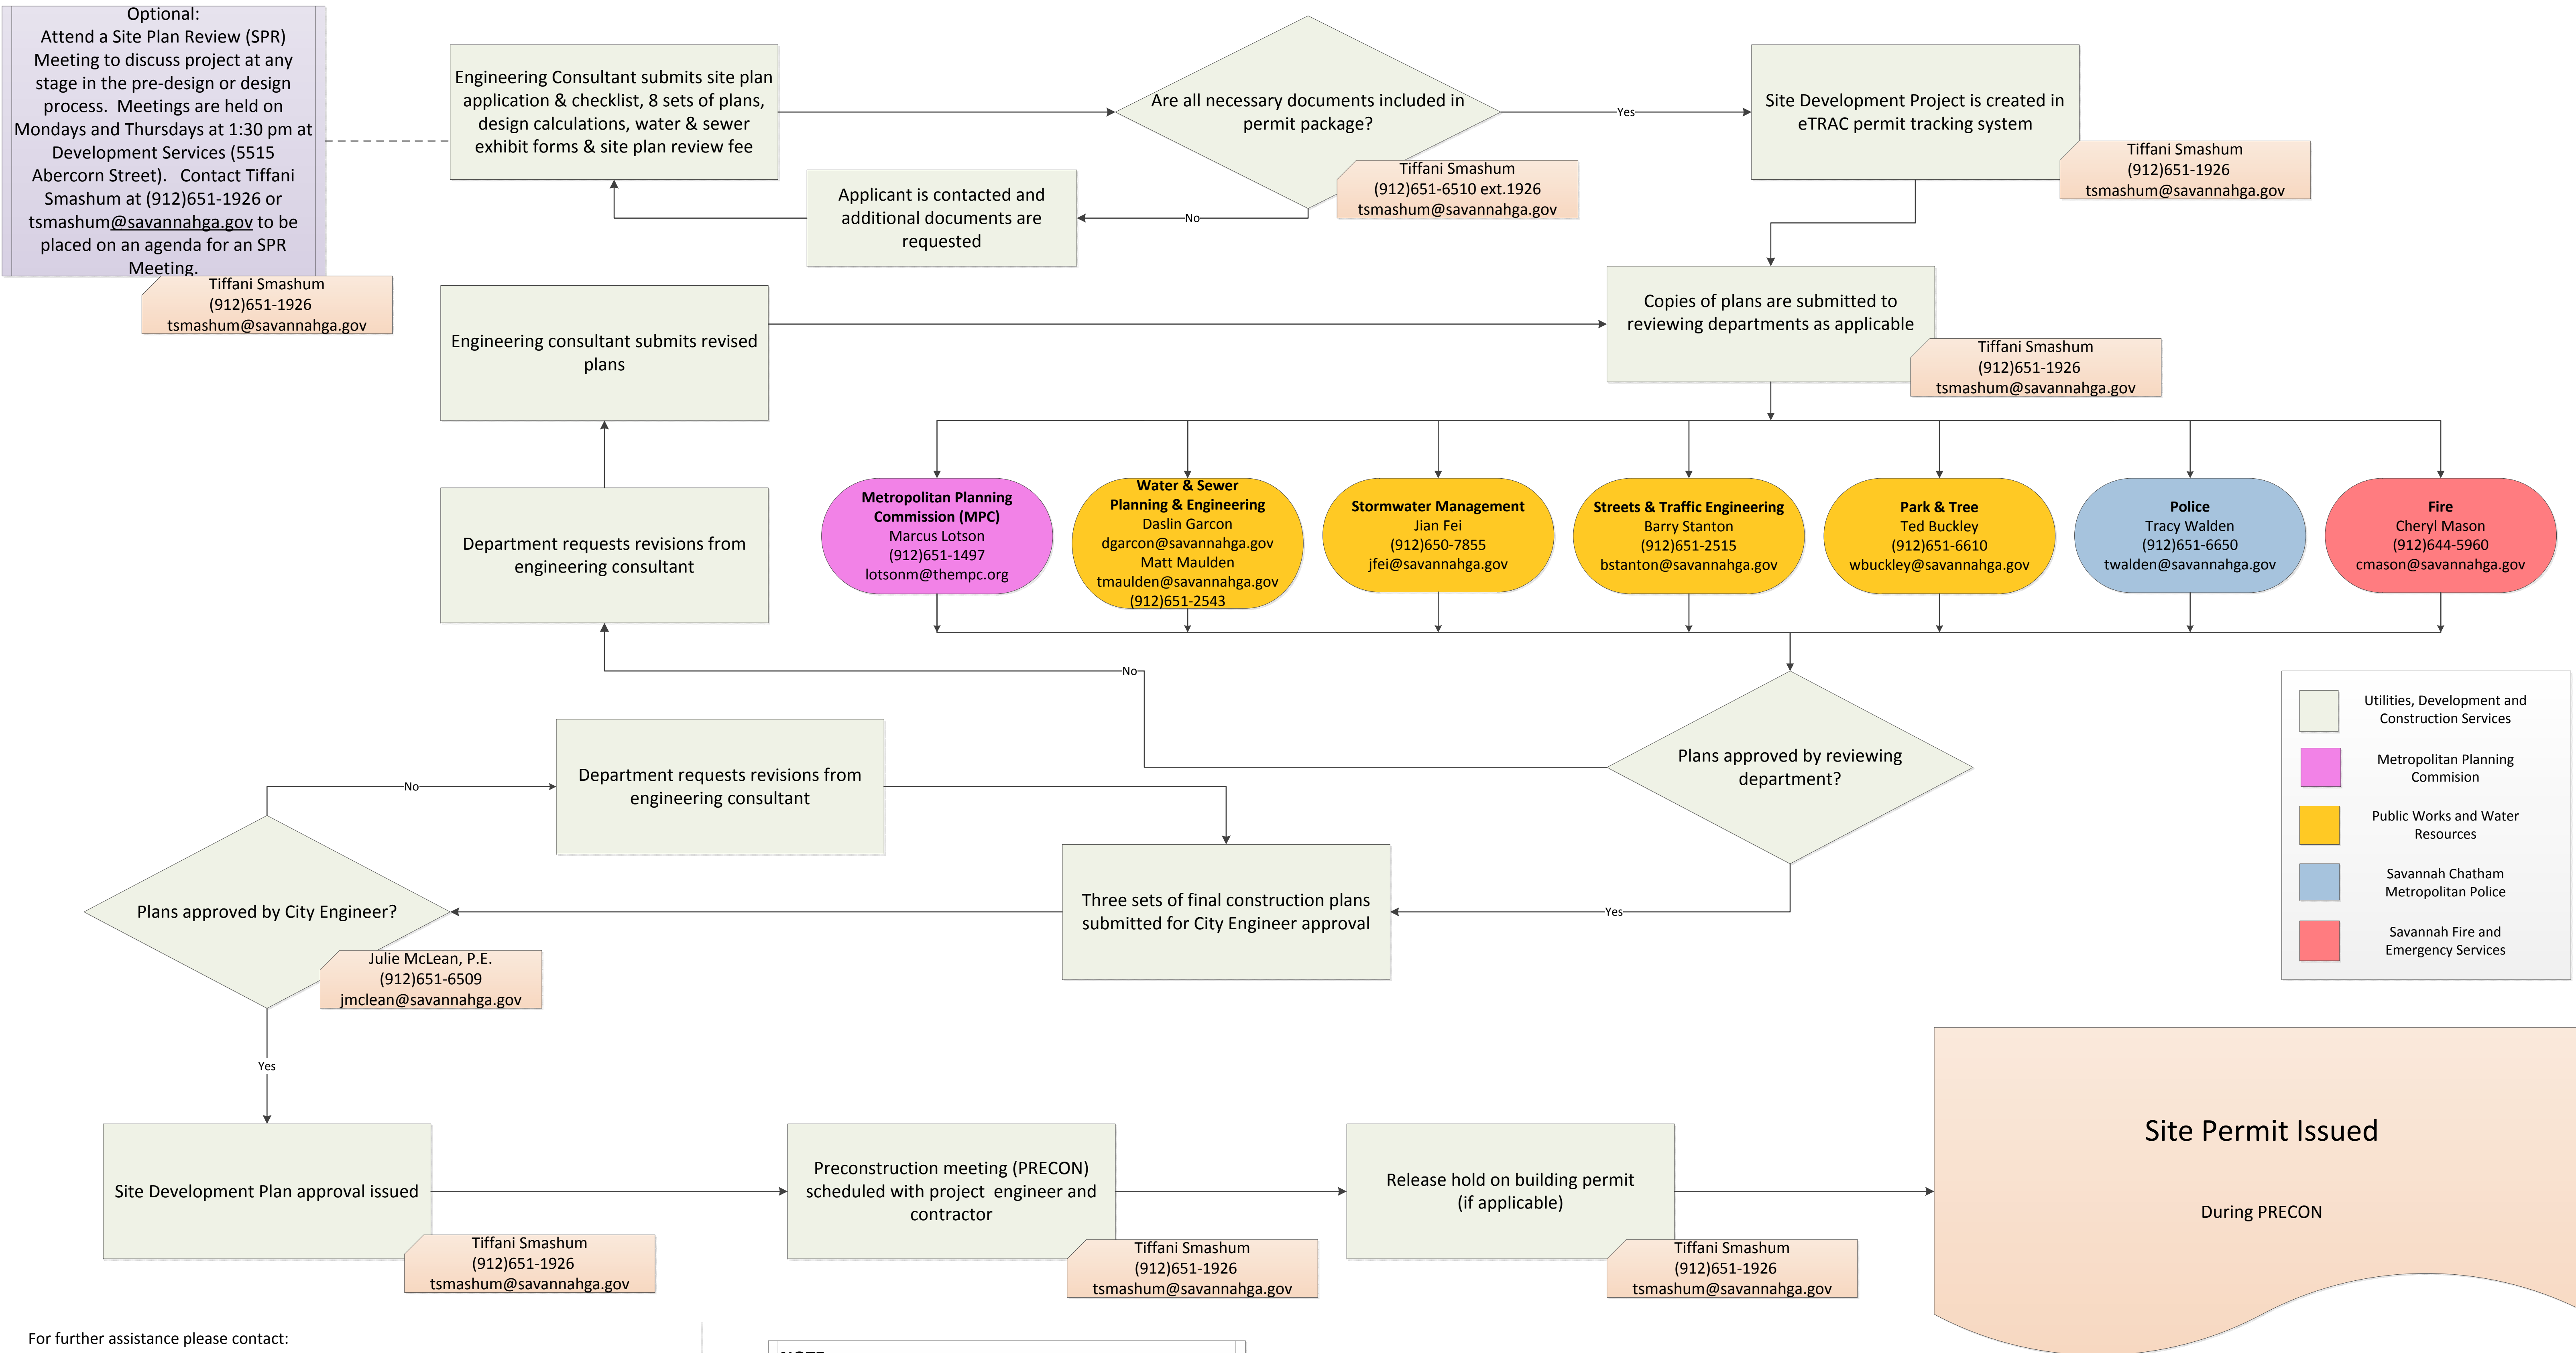 Optional:
Attend a Site Plan Review (SPR)
Meeting to discuss project at any
stage in the pre-design or design
process. Meetings are held on
Mondays and Thursdays at 1:30 pm at
Development Services (5515
Abercorn Street). Contact Tiffani
Smashum at (912)651-1926 or
tsmashum@savannahga.gov to be
placed on an agenda for an SPR
Meeting.
Tiffani Smashum
(912)651-1926
tsmashum@savannahga.gov
Engineering Consultant submits site plan
application & checklist, 8 sets of plans,
design calculations, water & sewer
exhibit forms & site plan review fee
Are all necessary documents included in
permit package?
Tiffani Smashum
(912)651-6510 ext.1926
tsmashum@savannahga.gov
No
Applicant is contacted and
additional documents are
requested
Yes
Site Development Project is created in
eTRAC permit tracking system
Tiffani Smashum
(912)651-1926
tsmashum@savannahga.gov
Copies of plans are submitted to
reviewing departments as applicable
Tiffani Smashum
(912)651-1926
tsmashum@savannahga.gov
Engineering consultant submits revised
plans
Department requests revisions from
engineering consultant
Metropolitan Planning
Commission (MPC)
Marcus Lotson
(912)651-1497
lotsonm@thempc.org
Water & Sewer
Planning & Engineering
Daslin Garcon
dgarcon@savannahga.gov
Matt Maulden
tmaulden@savannahga.gov
(912)651-2543
Stormwater Management
Jian Fei
(912)650-7855
jfei@savannahga.gov
Streets & Traffic Engineering
Barry Stanton
(912)651-2515
bstanton@savannahga.gov
Park & Tree
Ted Buckley
(912)651-6610
wbuckley@savannahga.gov
Police
Tracy Walden
(912)651-6650
twalden@savannahga.gov
Fire
Cheryl Mason
(912)644-5960
cmason@savannahga.gov
No
Plans approved by reviewing
department?
Yes
Utilities, Development and
Construction Services
Metropolitan Planning
Commision
Public Works and Water
Resources
Savannah Chatham
Metropolitan Police
Savannah Fire and
Emergency Services
Department requests revisions from
engineering consultant
No
Three sets of final construction plans
submitted for City Engineer approval
Plans approved by City Engineer?
Julie McLean, P.E.
(912)651-6509
jmclean@savannahga.gov
Yes
Site Development Plan approval issued
Tiffani Smashum
(912)651-1926
tsmashum@savannahga.gov
Preconstruction meeting (PRECON)
scheduled with project engineer and
contractor
Tiffani Smashum
(912)651-1926
tsmashum@savannahga.gov
Release hold on building permit
(if applicable)
Tiffani Smashum
(912)651-1926
tsmashum@savannahga.gov
Site Permit Issued
During PRECON
For further assistance please contact: